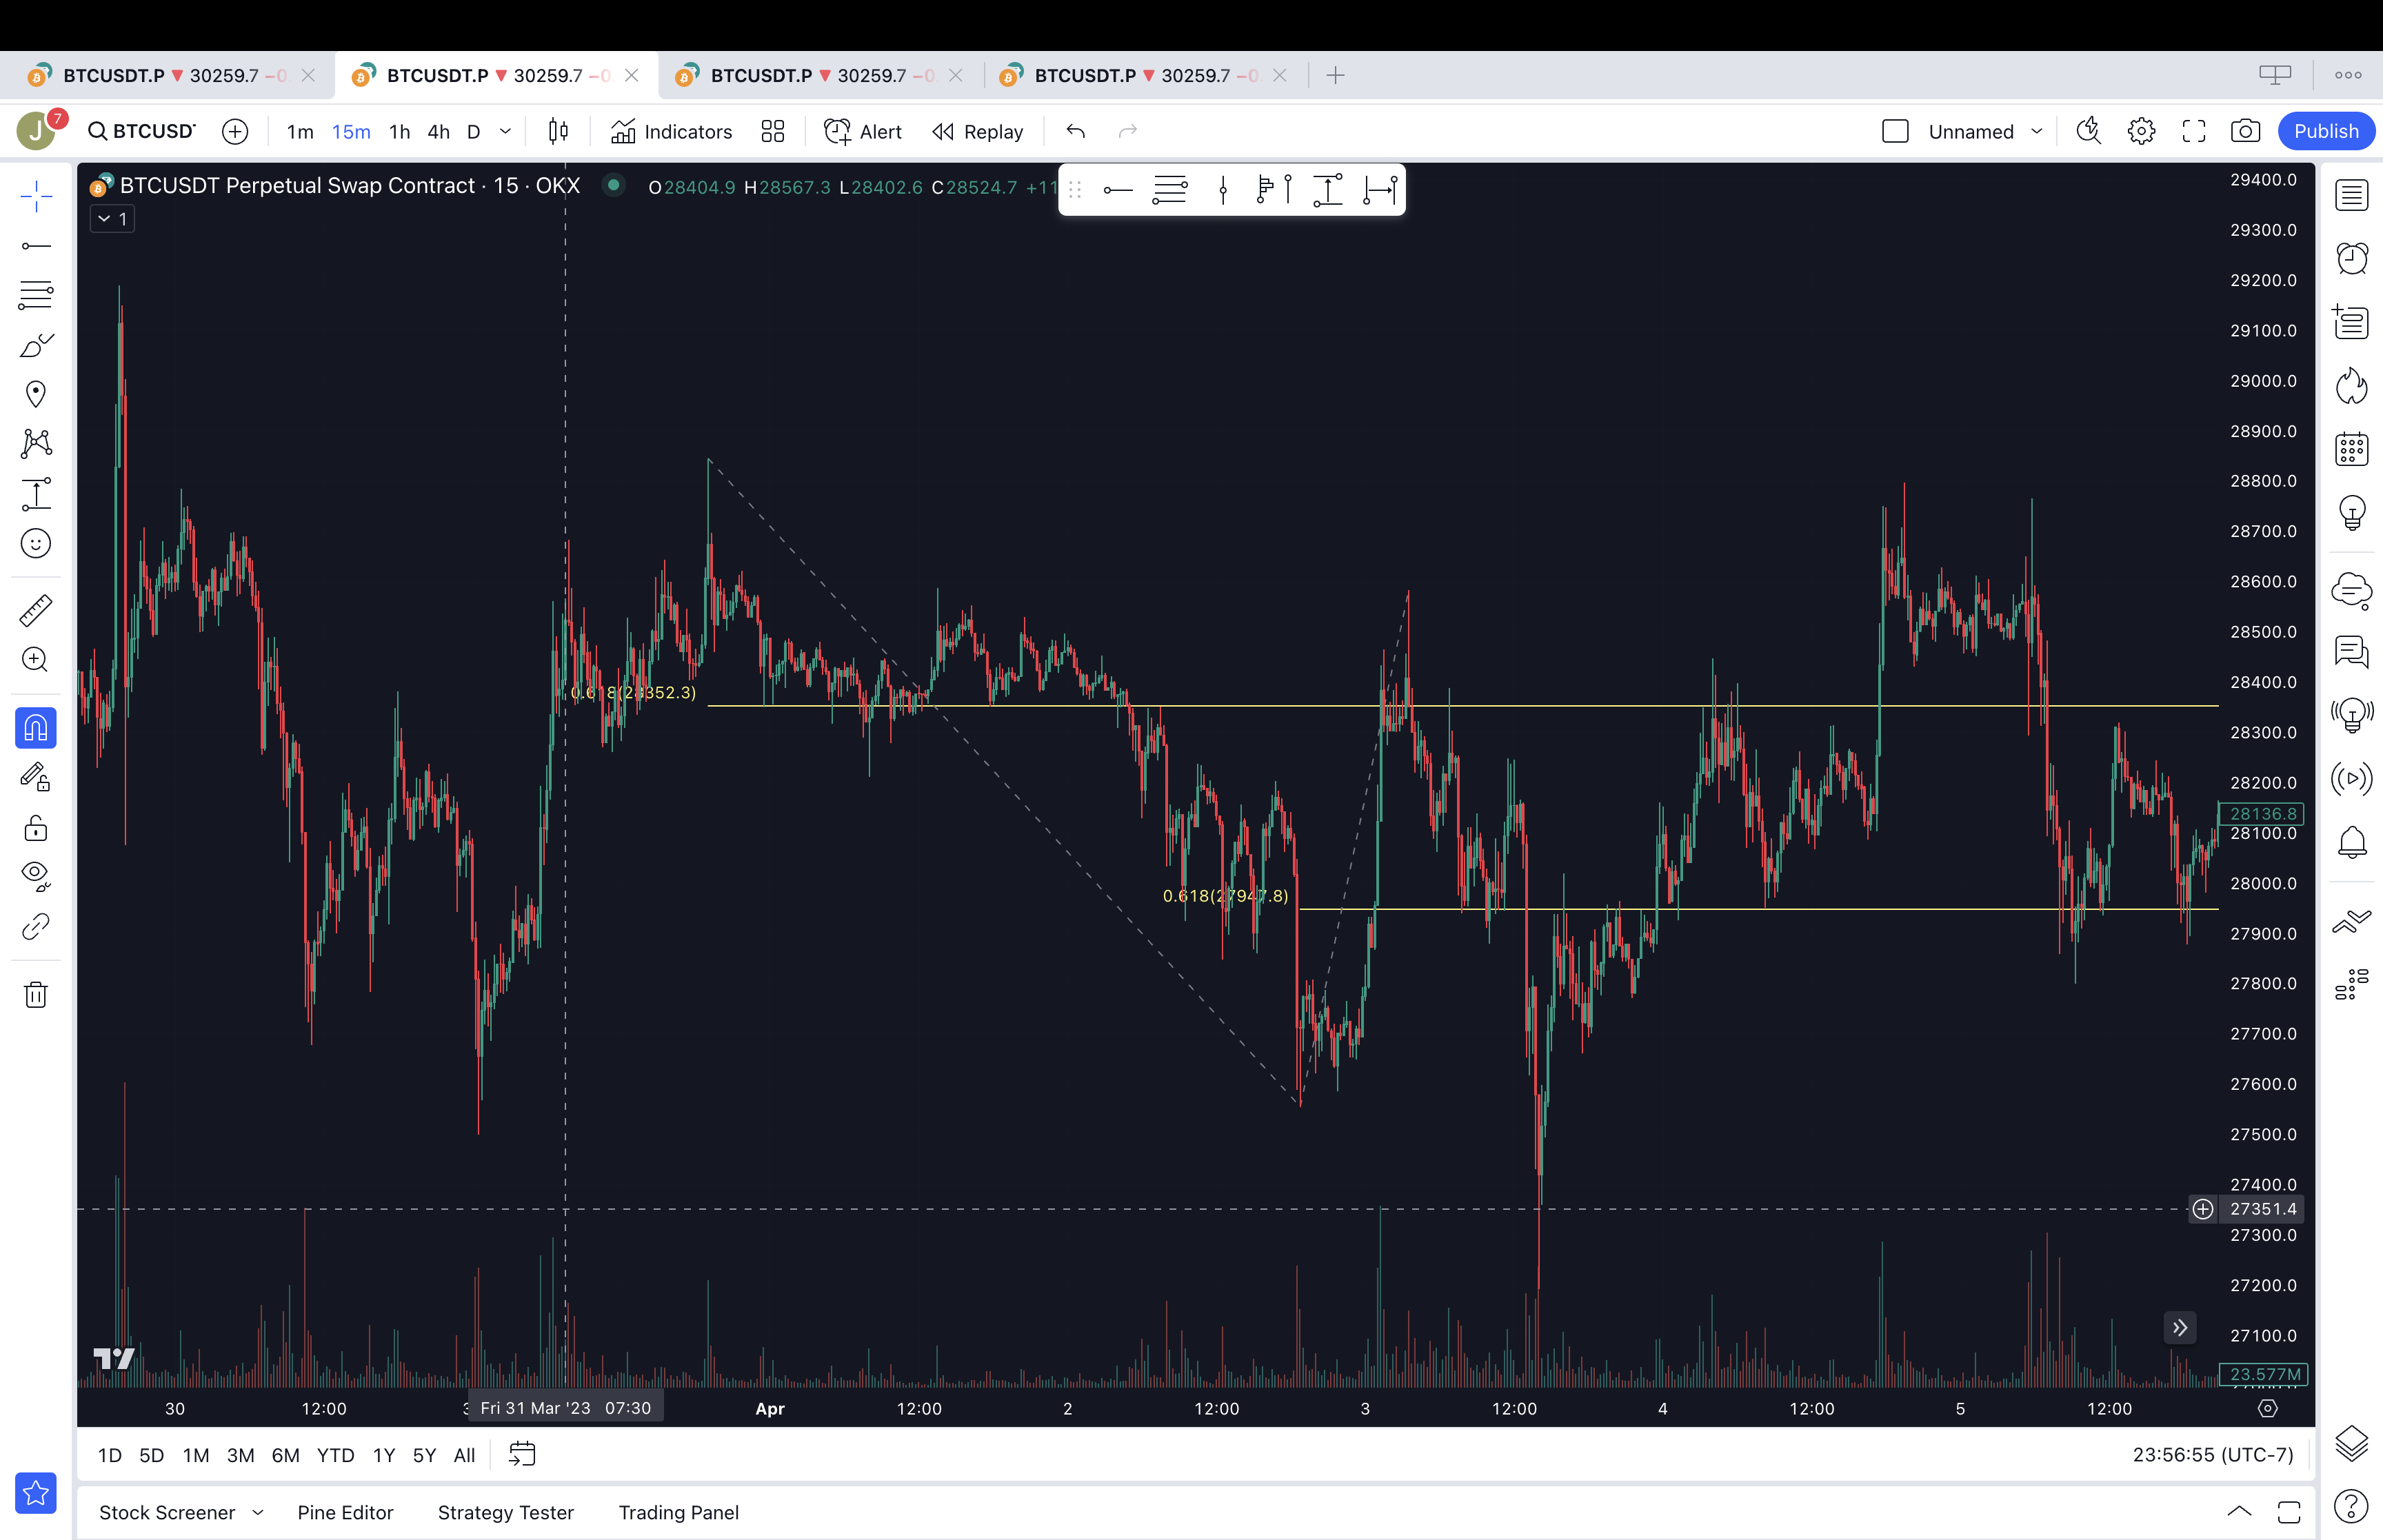 BTCUSDT.P ▼ 30259.7 −0
BTCUSDT.P ▼ 30259.7 −0
BTCUSDT.P ▼ 30259.7 −0.
BTCUSDT.P ▼ 30259.7 −0.
J 7 BTCUSD 1m 15m 1h 4h D Indicators Alert Replay Unnamed Publish
BTCUSDT Perpetual Swap Contract · 15 · OKX O28404.9 H28567.3 L28402.6 C28524.7 +11
1
29400.0
29300.0
29200.0
29100.0
29000.0
28900.0
28800.0
28700.0
28600.0
28500.0
28400.0
0.618(28352.3)
28300.0
28200.0
28136.8
28100.0
28000.0
0.618(27947.8)
27900.0
27800.0
27700.0
27600.0
27500.0
27400.0
27351.4
27300.0
27200.0
27100.0
23.577M
30 12:00 Fri 31 Mar '23 07:30 Apr 12:00 2 12:00 3 12:00 4 12:00 5 12:00
1D 5D 1M 3M 6M YTD 1Y 5Y All 23:56:55 (UTC-7)
Stock Screener Pine Editor Strategy Tester Trading Panel